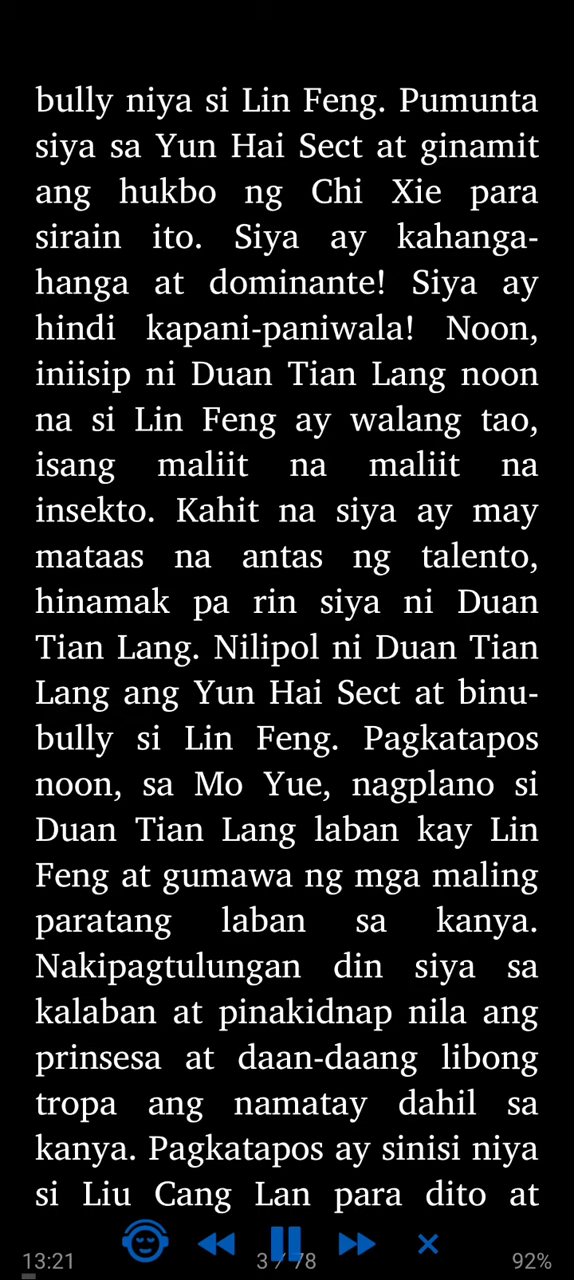 bully niya si Lin Feng. Pumunta
siya sa Yun Hai Sect at ginamit
ang hukbo ng Chi Xie para
sirain ito. Siya ay kahanga-
hanga at dominante! Siya ay
hindi kapani-paniwala! Noon,
iniisip ni Duan Tian Lang noon
na si Lin Feng ay walang tao,
isang maliit na maliit na
insekto. Kahit na siya ay may
mataas na antas ng talento,
hinamak pa rin siya ni Duan
Tian Lang. Nilipol ni Duan Tian
Lang ang Yun Hai Sect at binu-
bully si Lin Feng. Pagkatapos
noon, sa Mo Yue, nagplano si
Duan Tian Lang laban kay Lin
Feng at gumawa ng mga maling
paratang laban sa kanya.
Nakipagtulungan din siya sa
kalaban at pinakidnap nila ang
prinsesa at daan-daang libong
tropa ang namatay dahil sa
kanya. Pagkatapos ay sinisi niya
si Liu Cang Lan para dito at
13:21 3 / 78 92%